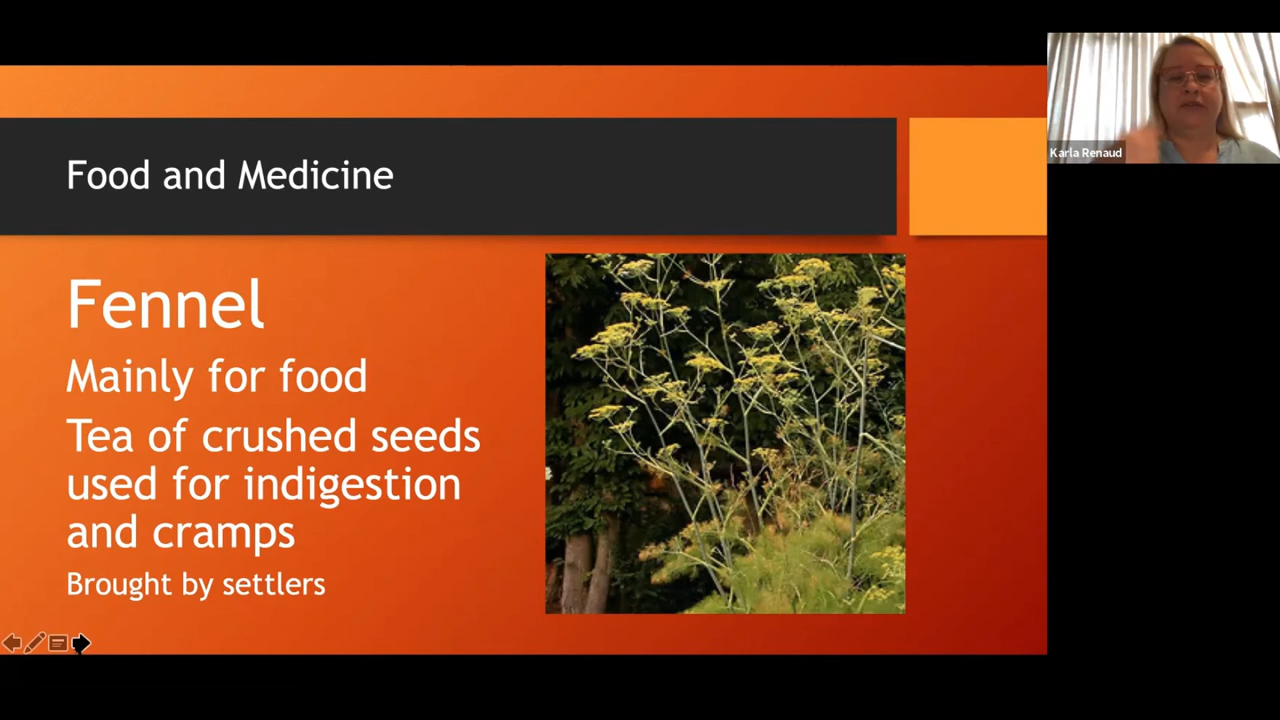 Food and Medicine
Fennel
Mainly for food
Tea of crushed seeds
used for indigestion
and cramps
Brought by settlers
Karla Renaud